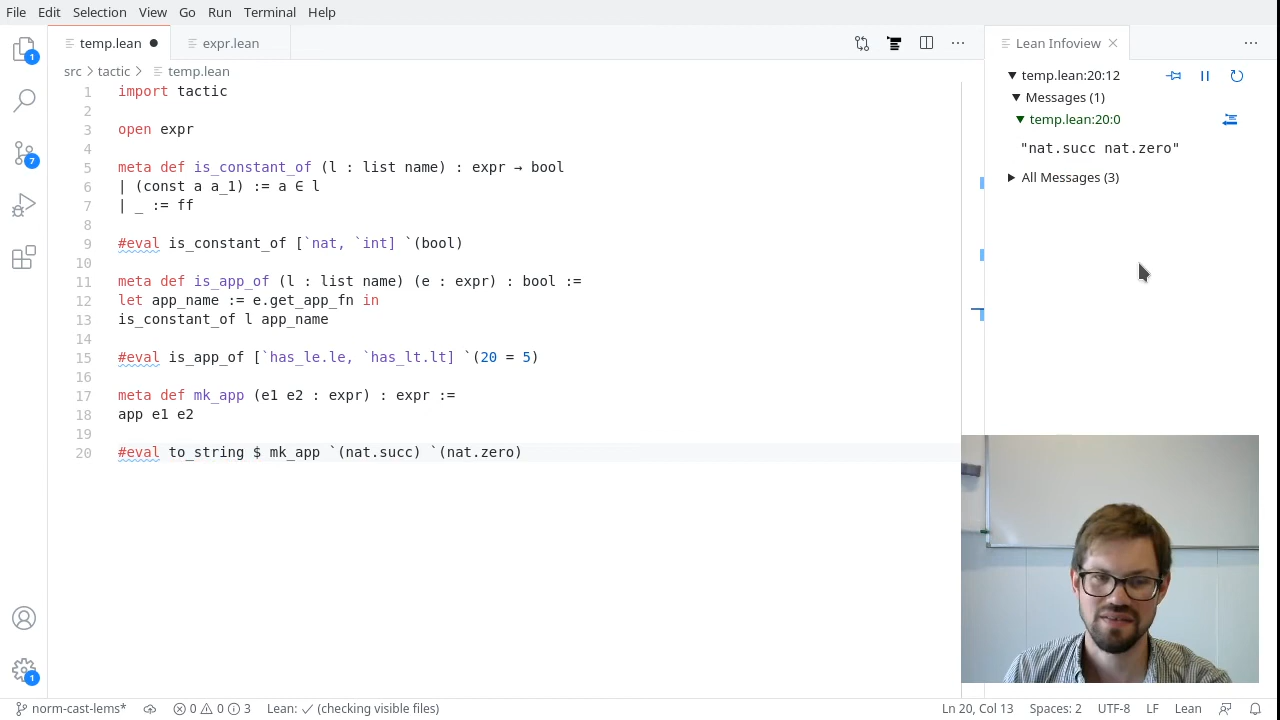 File Edit Selection View Go Run Terminal Help
temp.lean ● expr.lean
src > tactic > temp.lean
1 import tactic
2
3 open expr
4
5 meta def is_constant_of (l : list name) : expr → bool
6 | (const a a_1) := a ∈ l
7 | _ := ff
8
9 #eval is_constant_of [`nat, `int] `(bool)
10
11 meta def is_app_of (l : list name) (e : expr) : bool :=
12 let app_name := e.get_app_fn in
13 is_constant_of l app_name
14
15 #eval is_app_of [`has_le.le, `has_lt.lt] `(20 = 5)
16
17 meta def mk_app (e1 e2 : expr) : expr :=
18 app e1 e2
19
20 #eval to_string $ mk_app `(nat.succ) `(nat.zero)
Lean Infoview
temp.lean:20:12
Messages (1)
temp.lean:20:0
"nat.succ nat.zero"
All Messages (3)
1
7
1
norm-cast-lems* 0 0 3 Lean: ✓ (checking visible files) Ln 20, Col 13 Spaces: 2 UTF-8 LF Lean